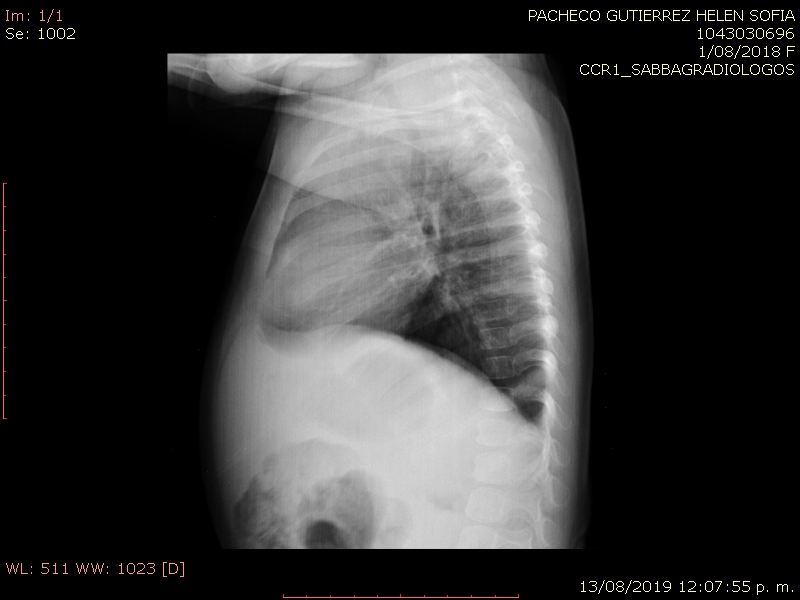 Im: 1/1
Se: 1002
PACHECO GUTIERREZ HELEN SOFIA
1043030696
1/08/2018 F
CCR1_SABBAGRADIOLOGOS
WL: 511 WW: 1023 [D]
13/08/2019 12:07:55 p. m.